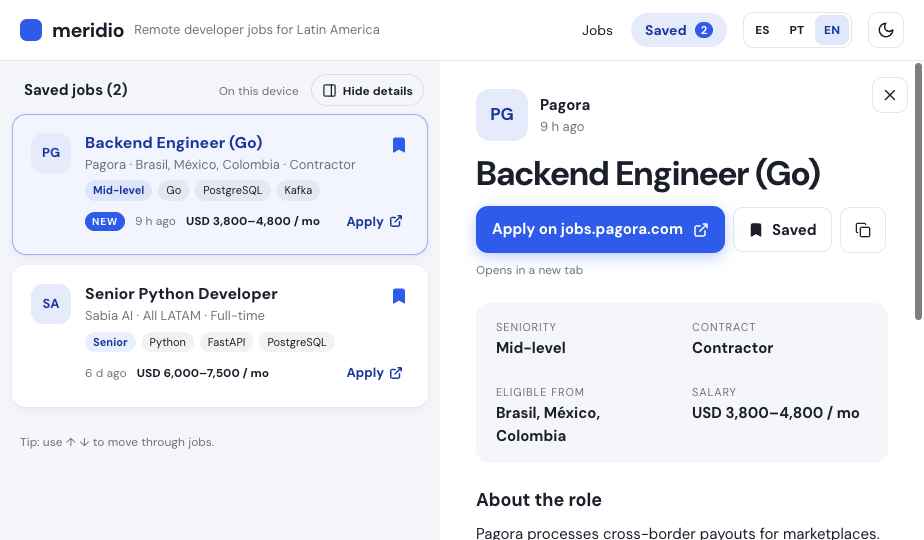 meridio Remote developer jobs for Latin America Jobs Saved 2 ES PT EN
Saved jobs (2) On this device Hide details
PG
Backend Engineer (Go)
Pagora · Brasil, México, Colombia · Contractor
Mid-level Go PostgreSQL Kafka
NEW 9 h ago USD 3,800–4,800 / mo Apply
SA
Senior Python Developer
Sabia AI · All LATAM · Full-time
Senior Python FastAPI PostgreSQL
6 d ago USD 6,000–7,500 / mo Apply
Tip: use ↑ ↓ to move through jobs.
PG
Pagora
9 h ago
Backend Engineer (Go)
Apply on jobs.pagora.com Saved
Opens in a new tab
SENIORITY CONTRACT
Mid-level Contractor
ELIGIBLE FROM SALARY
Brasil, México, USD 3,800–4,800 / mo
Colombia
About the role
Pagora processes cross-border payouts for marketplaces.